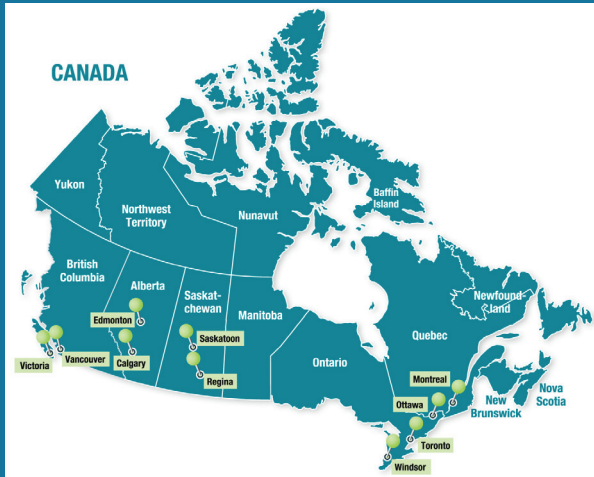 CANADA
Yukon
Northwest
Territory
Nunavut
Baffin
Island
British
Columbia
Alberta
Saskat-
chewan
Manitoba
Ontario
Quebec
Newfound-
land
New
Brunswick
Nova
Scotia
Edmonton
Calgary
Saskatoon
Regina
Victoria
Vancouver
Montreal
Ottawa
Toronto
Windsor